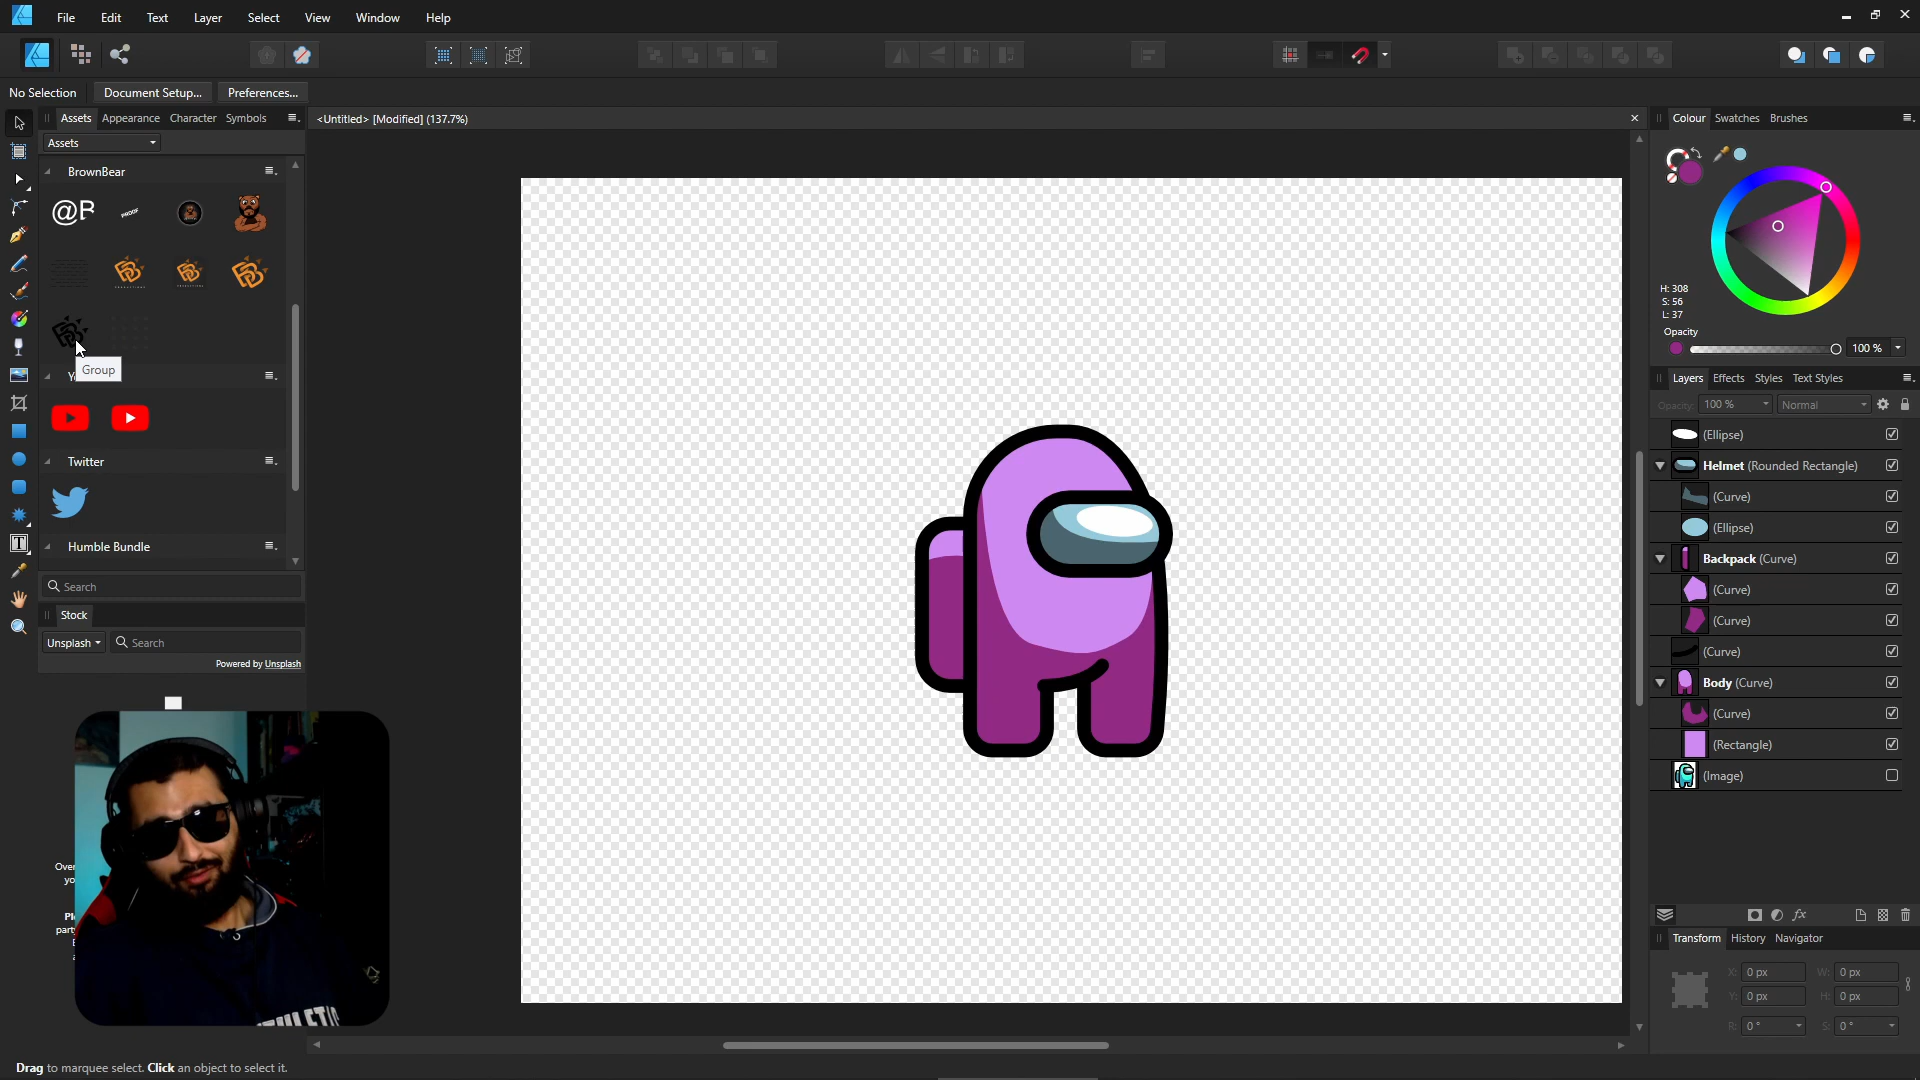 File Edit Text Layer Select View Window Help
No Selection Document Setup... Preferences...
Assets Appearance Character Symbols
<Untitled> [Modified] (137.7%)
Colour Swatches Brushes
Assets
BrownBear
@B
PROOF
Group
Twitter
Humble Bundle
Search
Stock
Unsplash Search
Powered by Unsplash
Over
H: 308
S: 56
L: 37
Opacity
100 %
Layers Effects Styles Text Styles
Opacity: 100 % Normal
(Ellipse)
Helmet (Rounded Rectangle)
(Curve)
(Ellipse)
Backpack (Curve)
(Curve)
(Curve)
(Curve)
Body (Curve)
(Curve)
(Rectangle)
(Image)
Transform History Navigator
X: 0 px W: 0 px
Y: 0 px H: 0 px
R: 0 ° S: 0 °
Drag to marquee select. Click an object to select it.